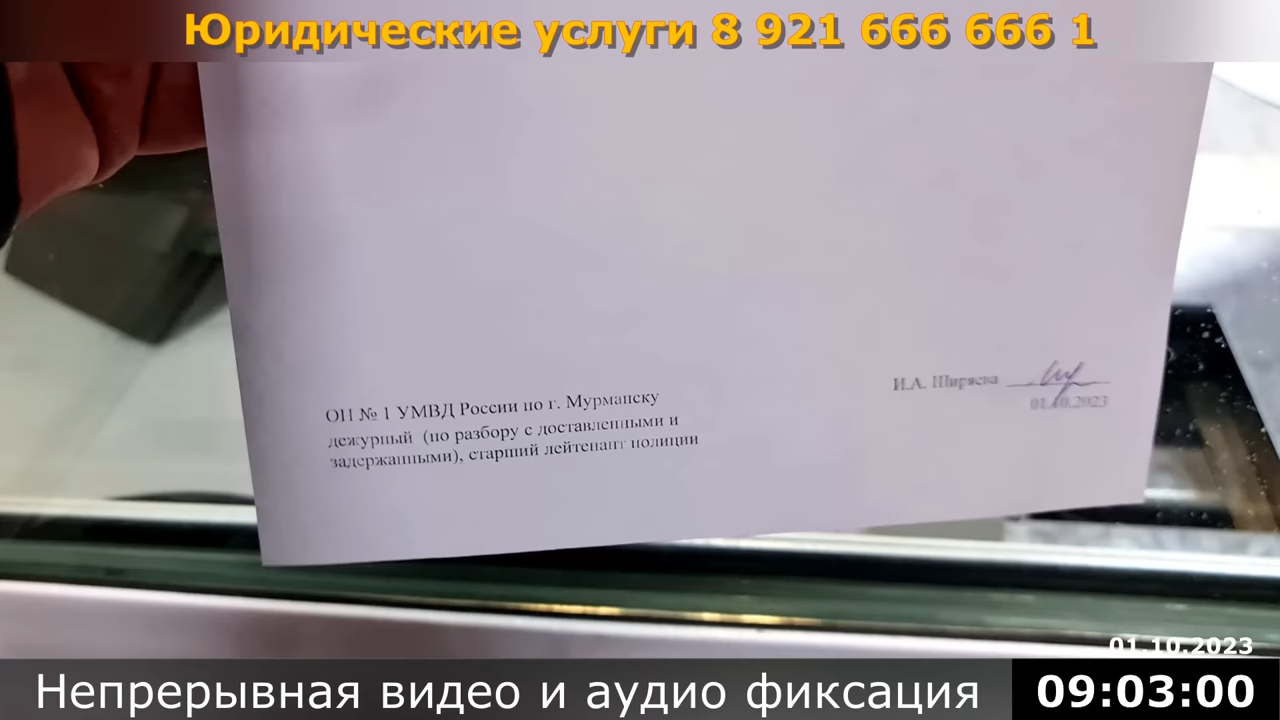 Юридические услуги 8 921 666 666 1
И.А. Ширяева
01.10.2023
ОП № 1 УМВД России по г. Мурманску
дежурный (по разбору с доставленными и
задержанными), старший лейтенант полиции
01.10.2023
Непрерывная видео и аудио фиксация
09:03:00